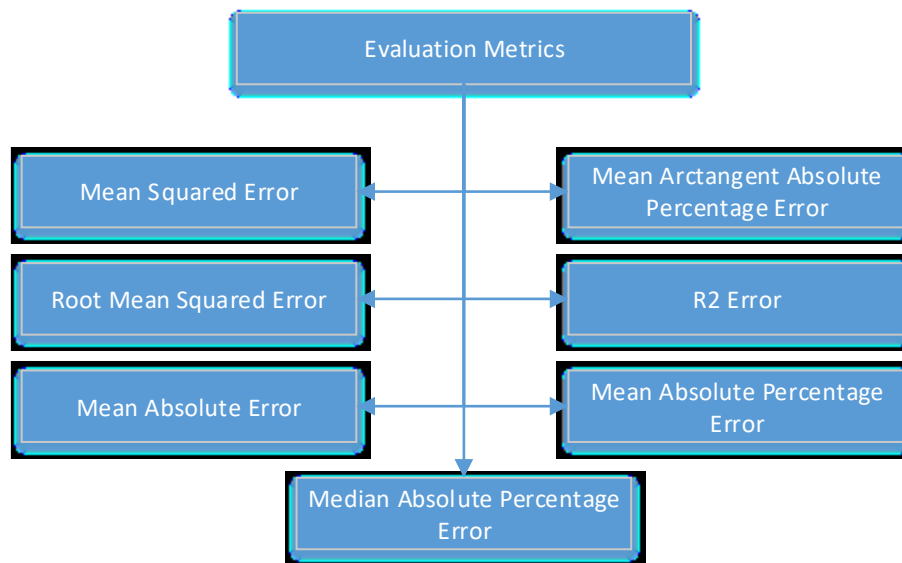 Evaluation Metrics
Mean Squared Error
Mean Arctangent Absolute
Percentage Error
Root Mean Squared Error
R2 Error
Mean Absolute Error
Mean Absolute Percentage
Error
Median Absolute Percentage
Error